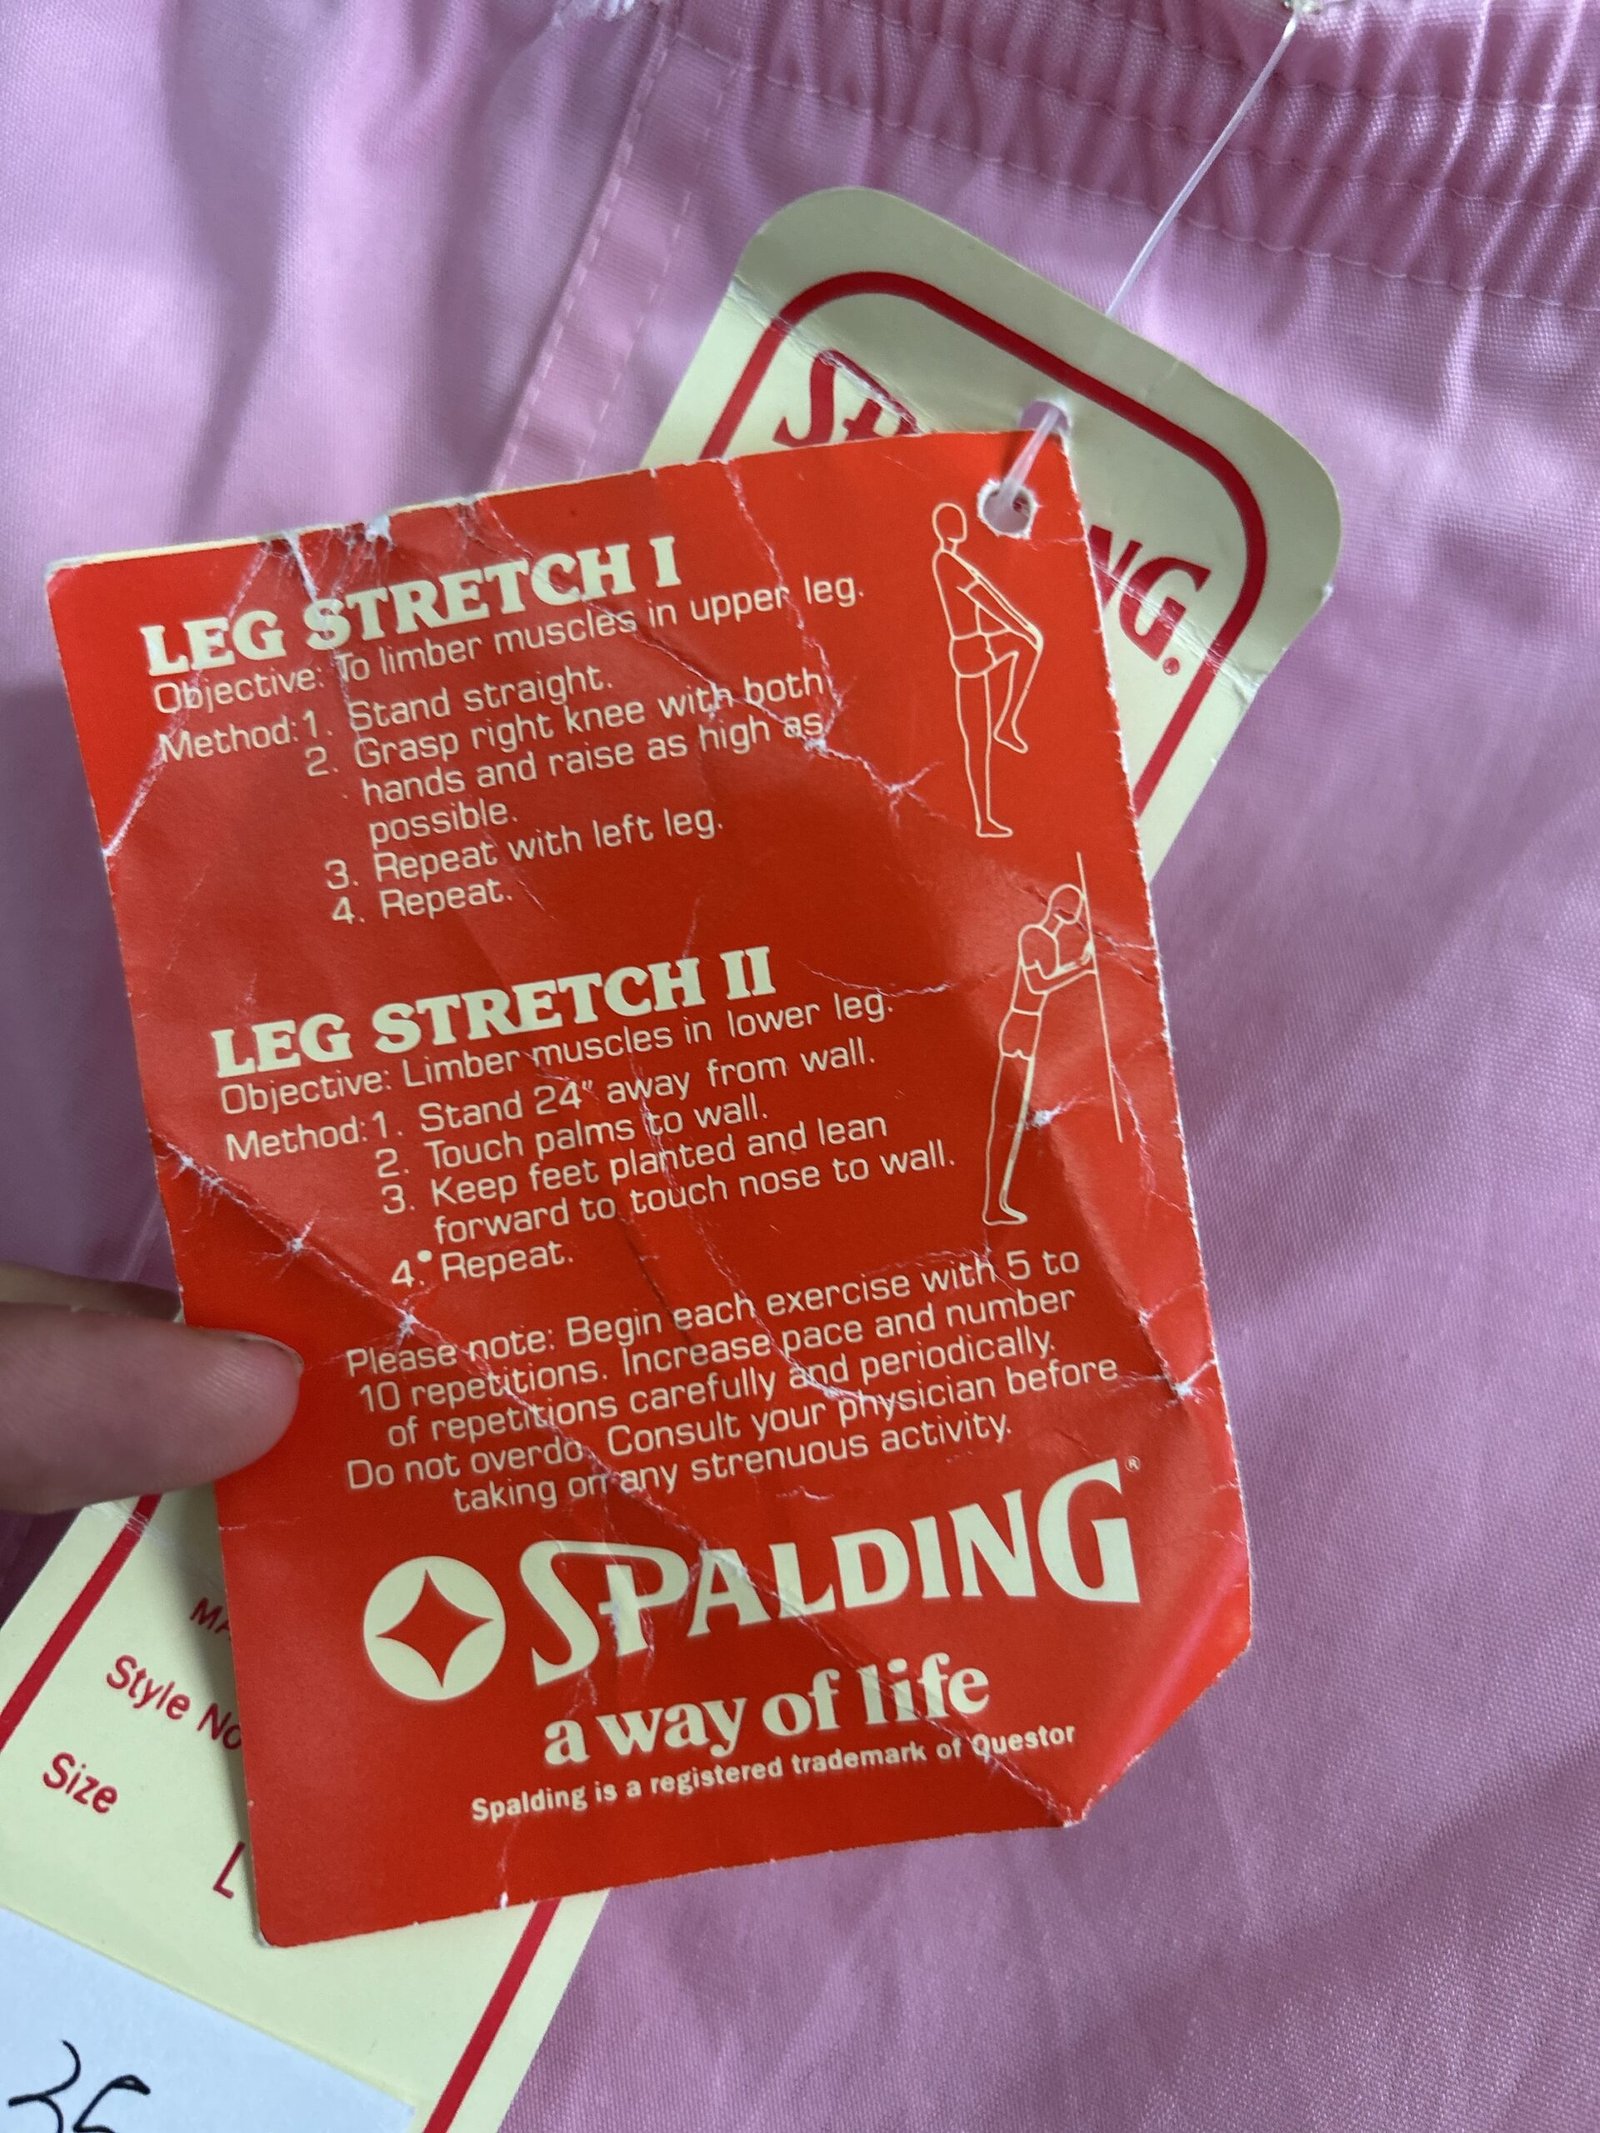 LEG STRETCH I
Objective: To limber muscles in upper leg.
Method: 1. Stand straight.
2. Grasp right knee with both
hands and raise as high as
possible.
3. Repeat with left leg.
4. Repeat.
LEG STRETCH II
Objective: Limber muscles in lower leg.
Method: 1. Stand 24" away from wall.
2. Touch palms to wall.
3. Keep feet planted and lean
forward to touch nose to wall.
4. Repeat.
Please note: Begin each exercise with 5 to
10 repetitions. Increase pace and number
of repetitions carefully and periodically.
Do not overdo. Consult your physician before
taking on any strenuous activity.
SPALDING®
a way of life
Spalding is a registered trademark of Questor
Style No
Size
L